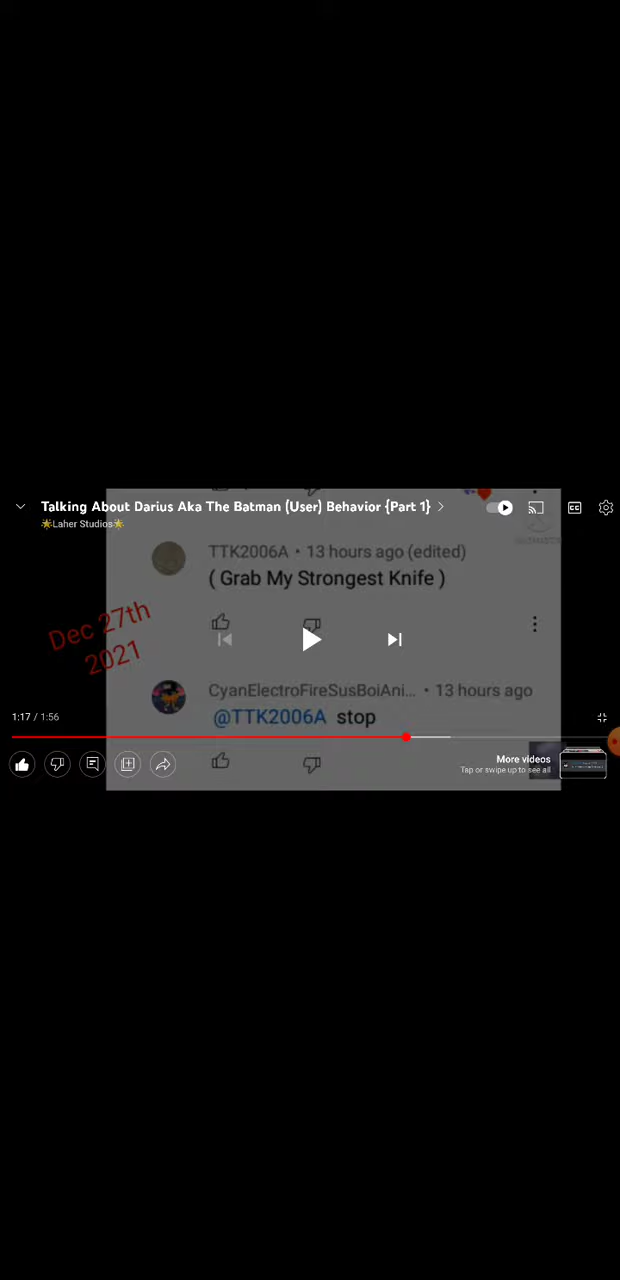 Talking About Darius Aka The Batman (User) Behavior {Part 1}
🌟Laher Studios🌟
CC
TTK2006A • 13 hours ago (edited)
( Grab My Strongest Knife )
Dec 27th
2021
CyanElectroFireSusBoiAni... • 13 hours ago
@TTK2006A stop
1:17 / 1:56
More videos
Tap or swipe up to see all